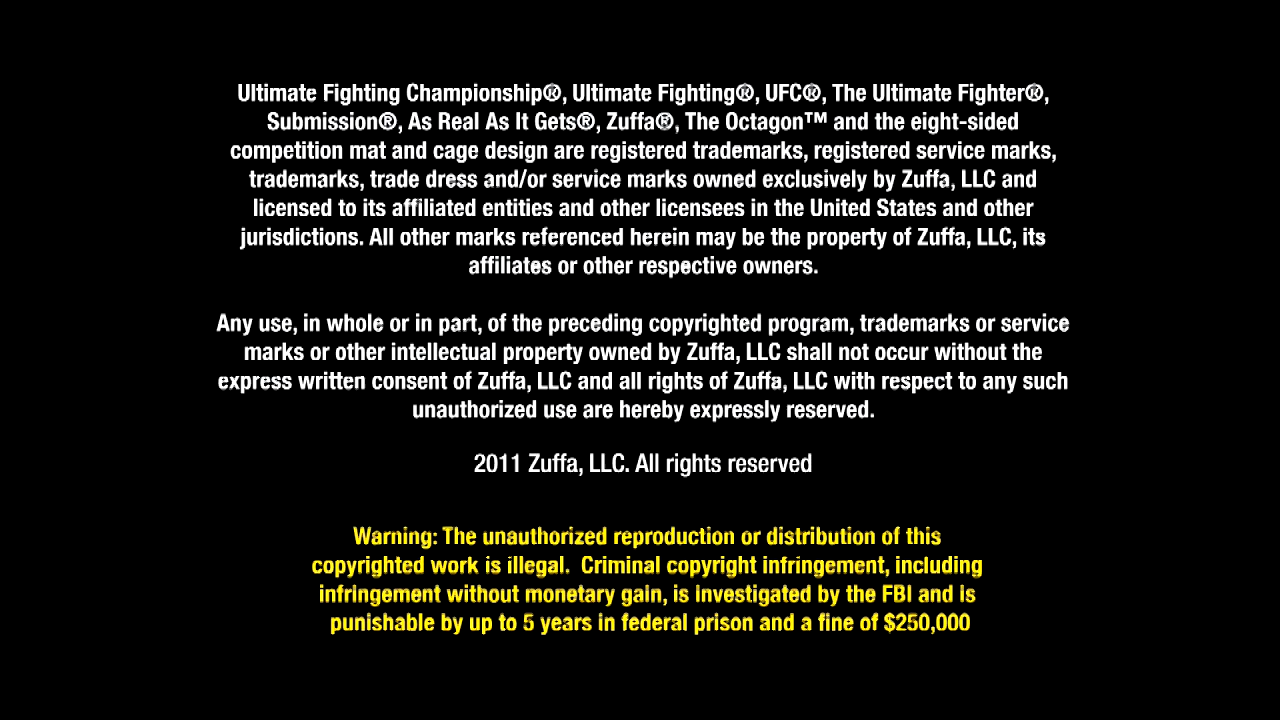 Ultimate Fighting Championship®, Ultimate Fighting®, UFC®, The Ultimate Fighter®,
Submission®, As Real As It Gets®, Zuffa®, The Octagon™ and the eight-sided
competition mat and cage design are registered trademarks, registered service marks,
trademarks, trade dress and/or service marks owned exclusively by Zuffa, LLC and
licensed to its affiliated entities and other licensees in the United States and other
jurisdictions. All other marks referenced herein may be the property of Zuffa, LLC, its
affiliates or other respective owners.
Any use, in whole or in part, of the preceding copyrighted program, trademarks or service
marks or other intellectual property owned by Zuffa, LLC shall not occur without the
express written consent of Zuffa, LLC and all rights of Zuffa, LLC with respect to any such
unauthorized use are hereby expressly reserved.
2011 Zuffa, LLC. All rights reserved
Warning: The unauthorized reproduction or distribution of this
copyrighted work is illegal.  Criminal copyright infringement, including
infringement without monetary gain, is investigated by the FBI and is
punishable by up to 5 years in federal prison and a fine of $250,000